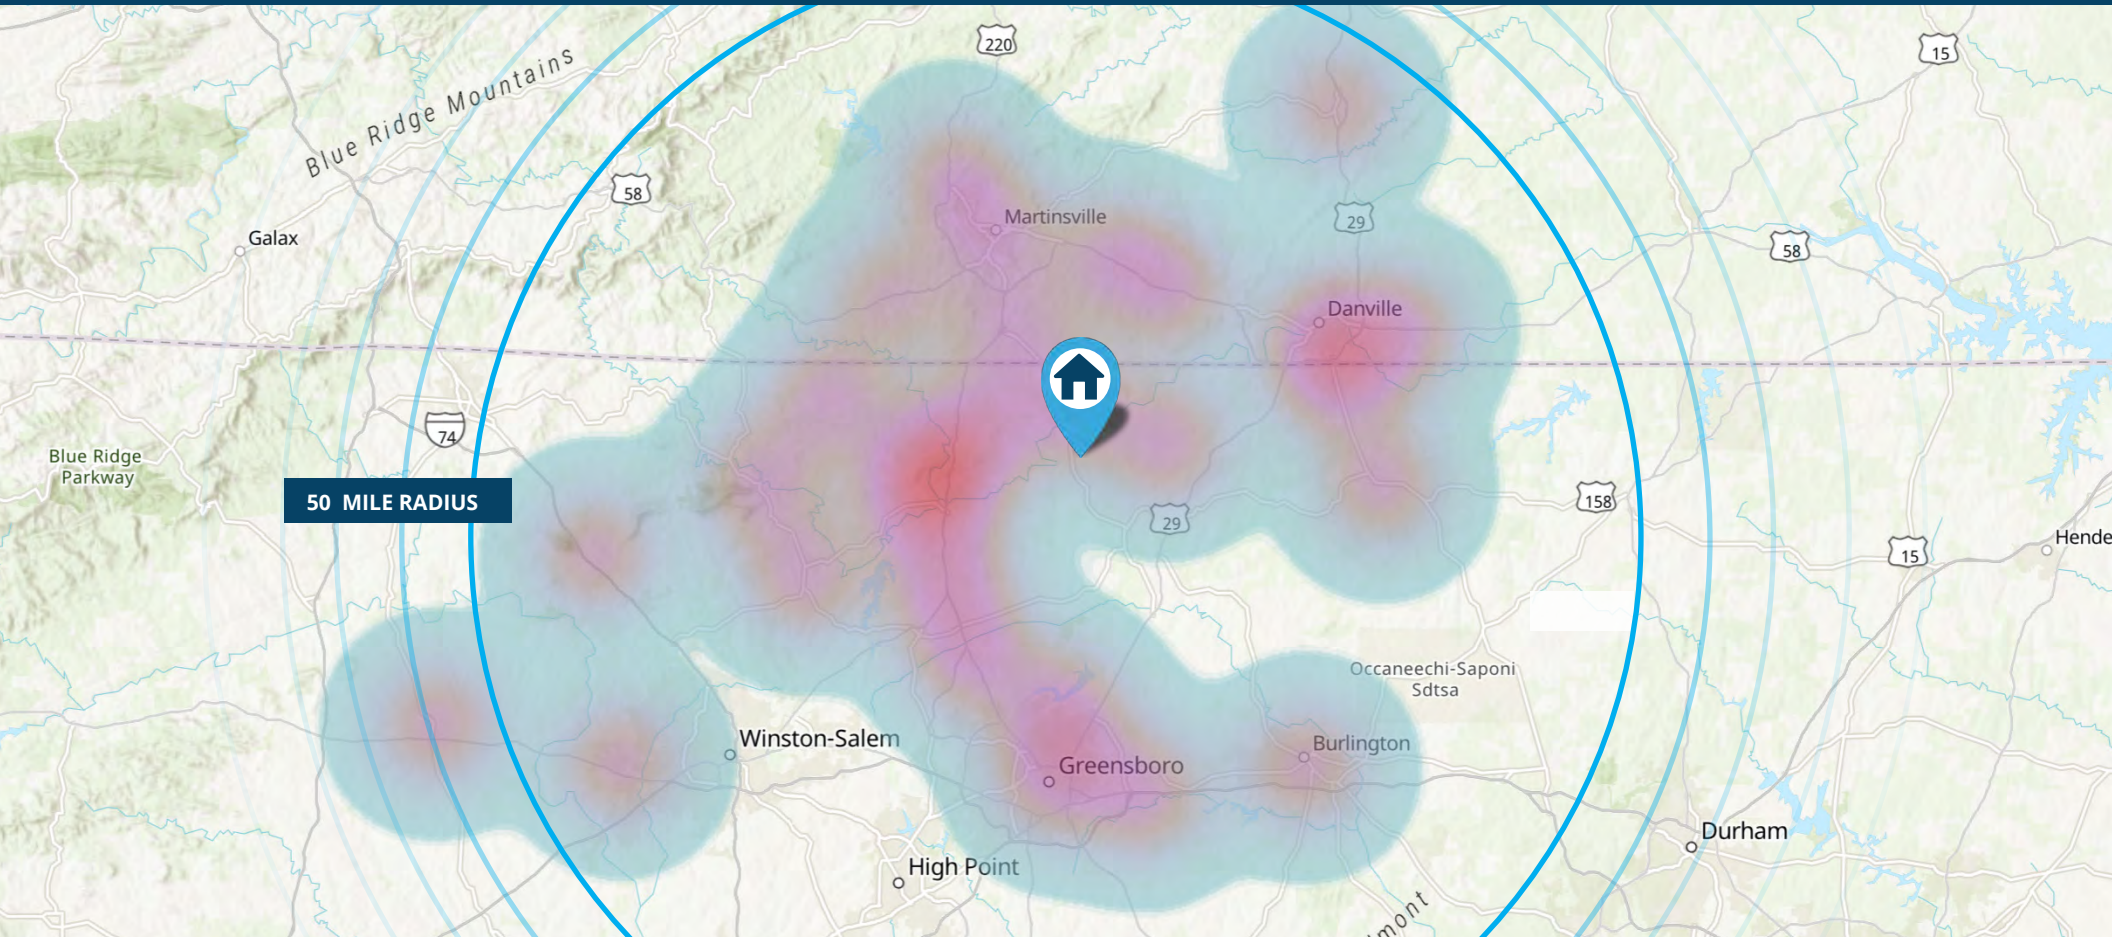 220
15
Blue Ridge Mountains
58
Martinsville
29
Galax
58
Danville
74
Blue Ridge
Parkway
50 MILE RADIUS
158
29
15
Hende
Occaneechi-Saponi
Sdtsa
Winston-Salem
Burlington
Greensboro
Durham
High Point
mont